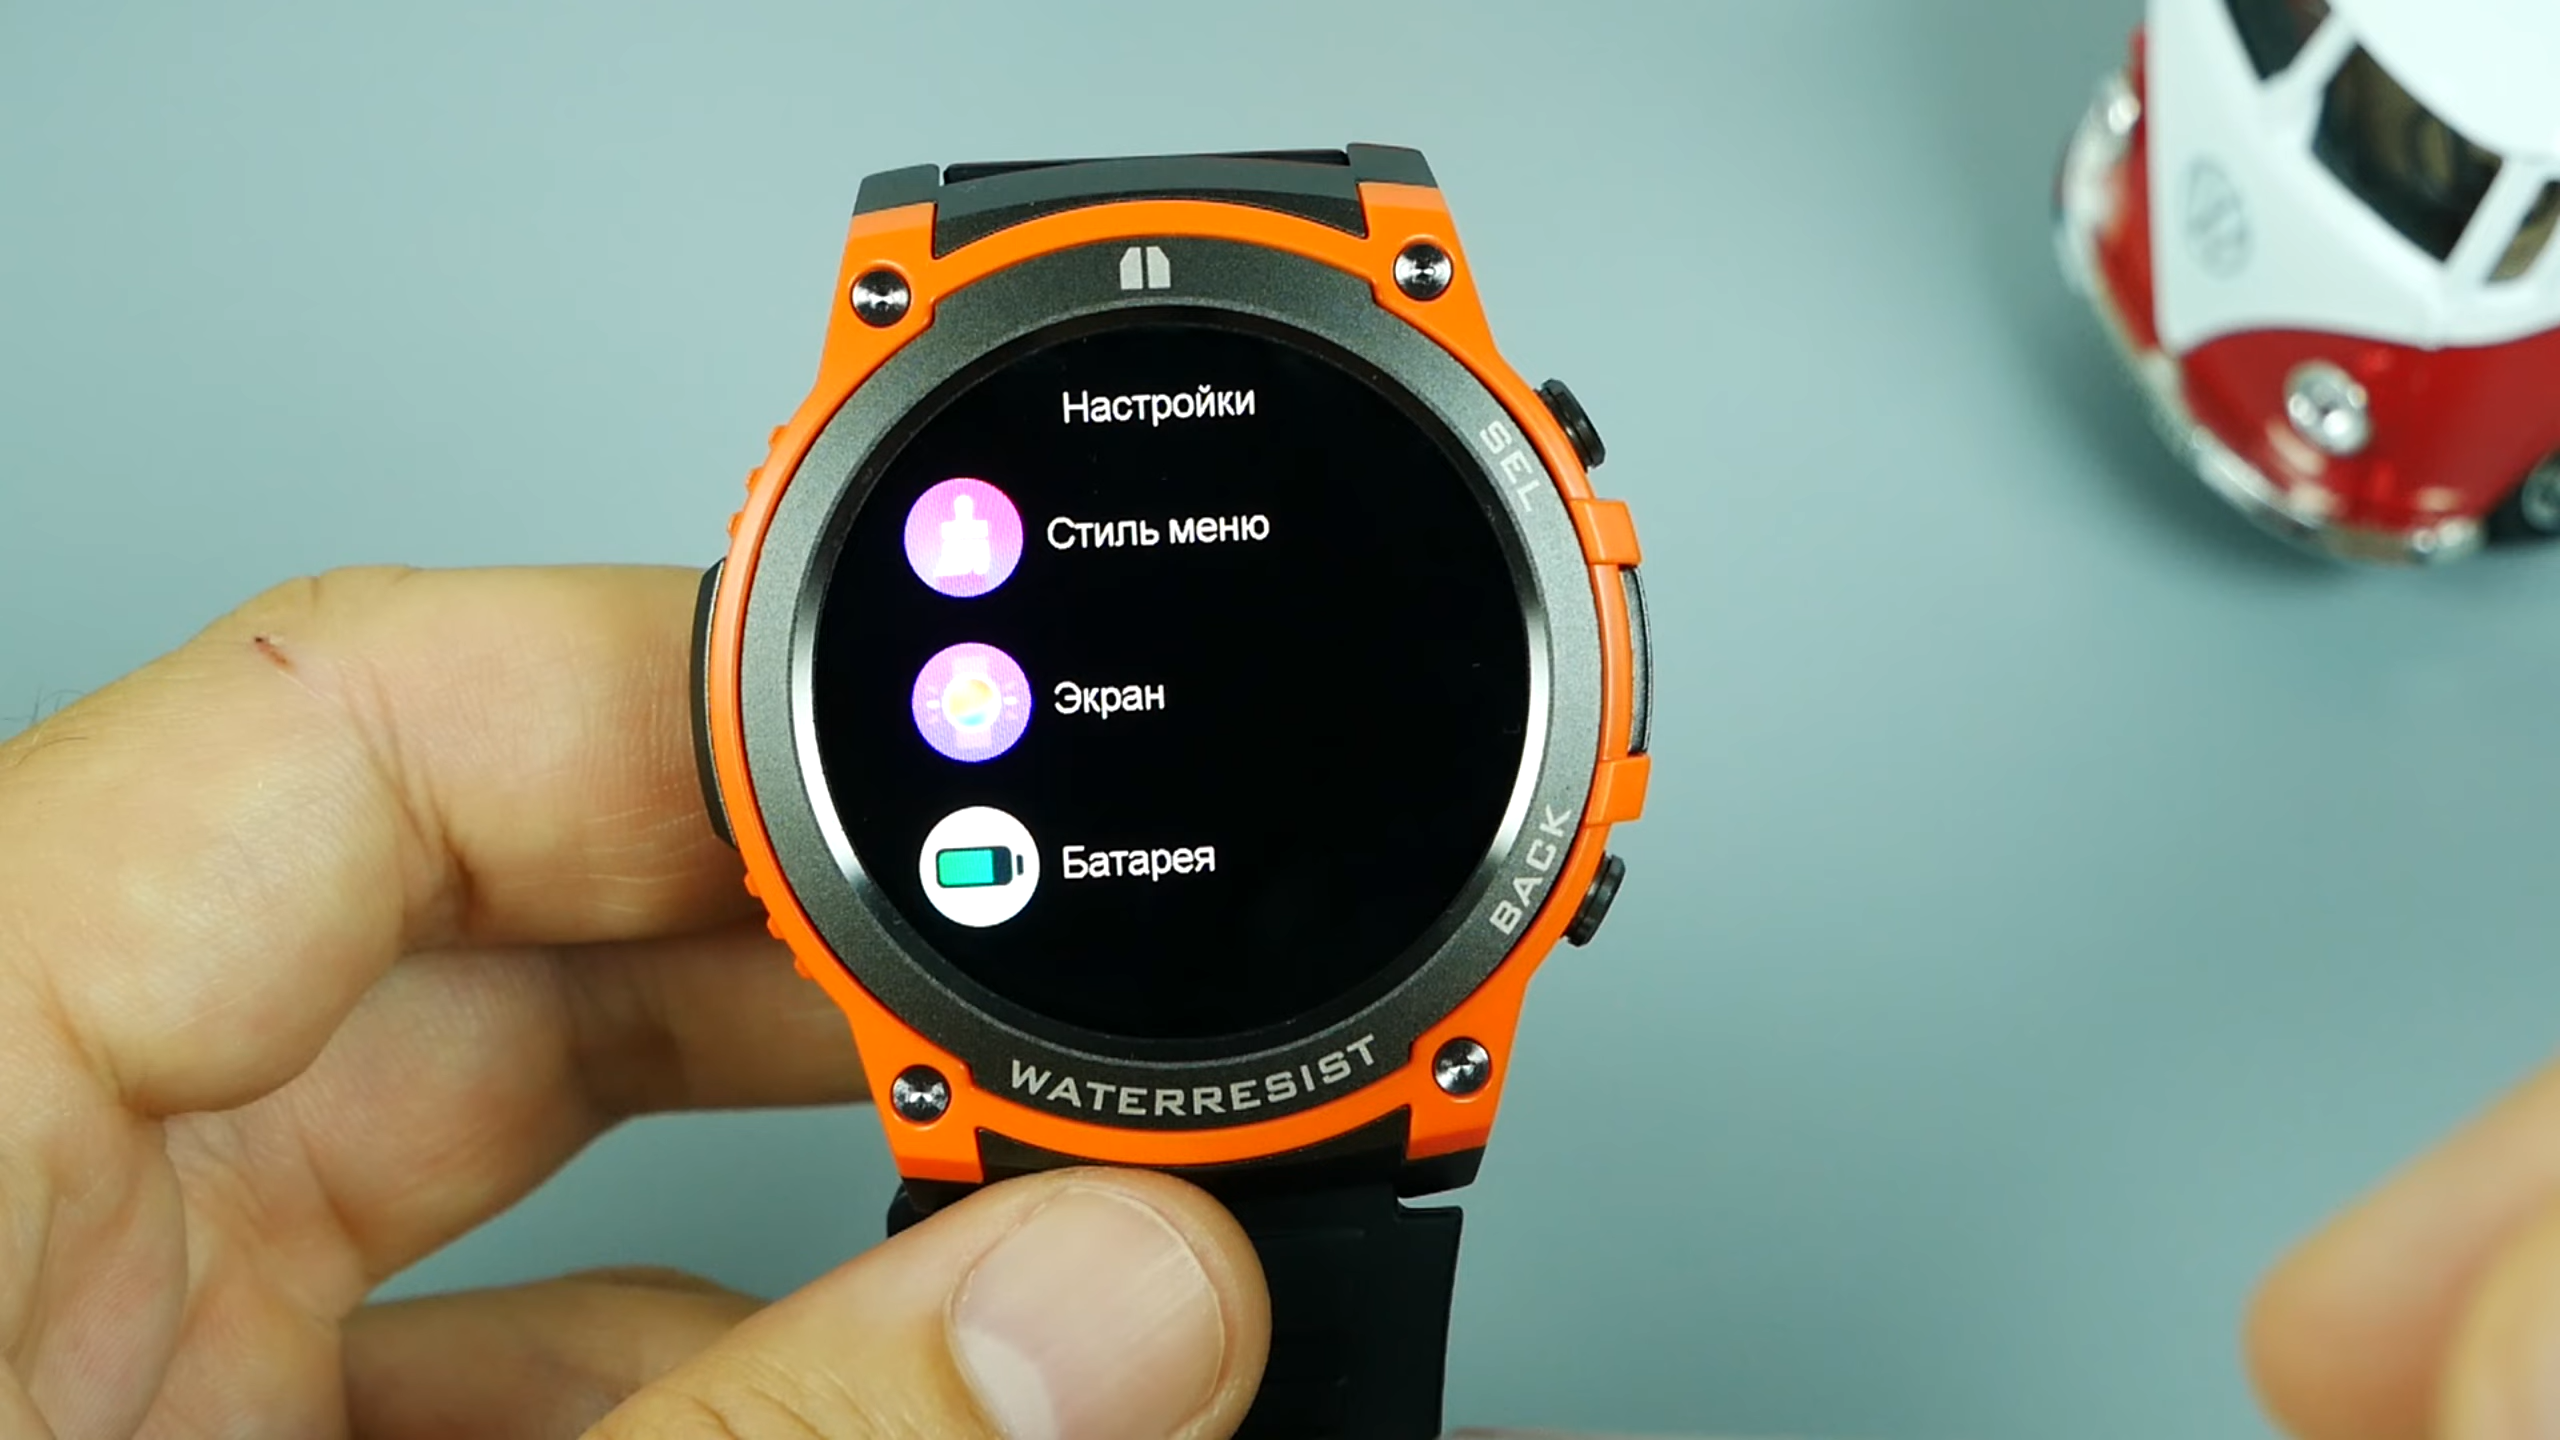 Настройки
SEL
Стиль меню
Экран
Батарея
BACK
WATERRESIST